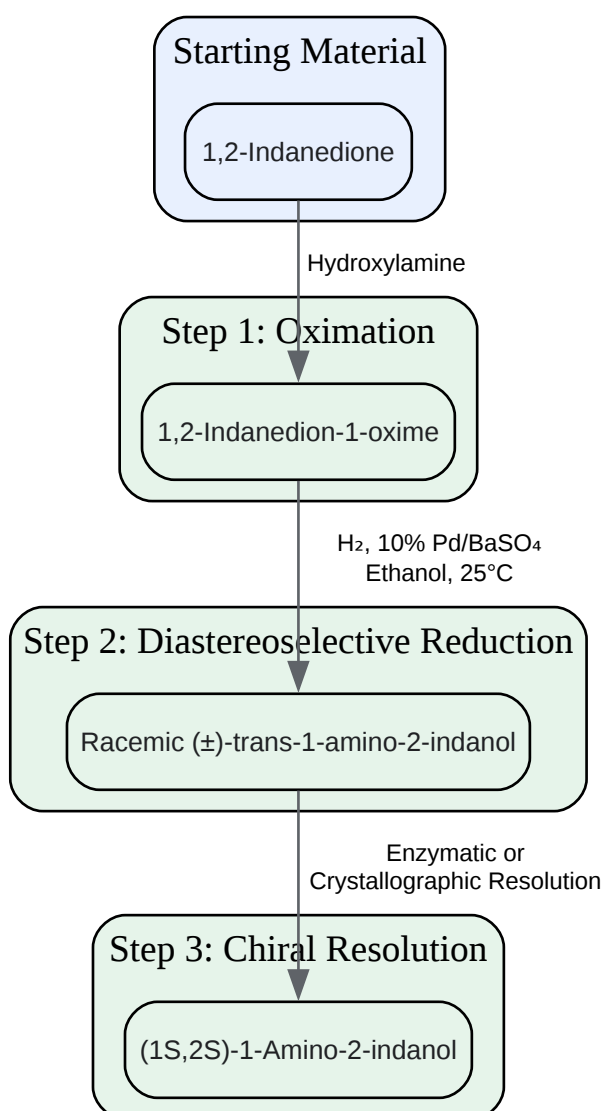 Starting Material
1,2-Indanedione
Hydroxylamine
Step 1: Oximation
1,2-Indanedion-1-oxime
H₂, 10% Pd/BaSO₄
Ethanol, 25°C
Step 2: Diastereoselective Reduction
Racemic (±)-trans-1-amino-2-indanol
Enzymatic or
Crystallographic Resolution
Step 3: Chiral Resolution
(1S,2S)-1-Amino-2-indanol